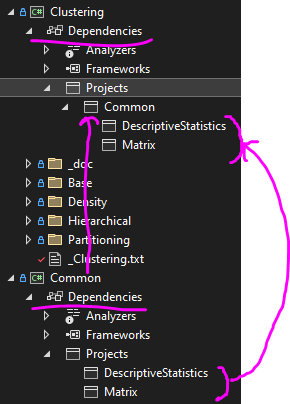 C# Clustering
Dependencies
Analyzers
Frameworks
Projects
Common
DescriptiveStatistics
Matrix
_doc
Base
Density
Hierarchical
Partitioning
_Clustering.txt
C# Common
Dependencies
Analyzers
Frameworks
Projects
DescriptiveStatistics
Matrix